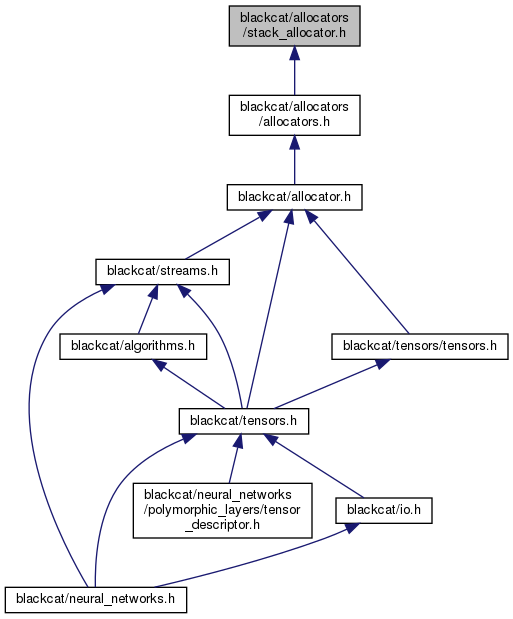 blackcat/allocators
/stack_allocator.h
blackcat/allocators
/allocators.h
blackcat/allocator.h
blackcat/streams.h
blackcat/algorithms.h
blackcat/tensors/tensors.h
blackcat/tensors.h
blackcat/neural_networks
/polymorphic_layers/tensor
_descriptor.h
blackcat/io.h
blackcat/neural_networks.h